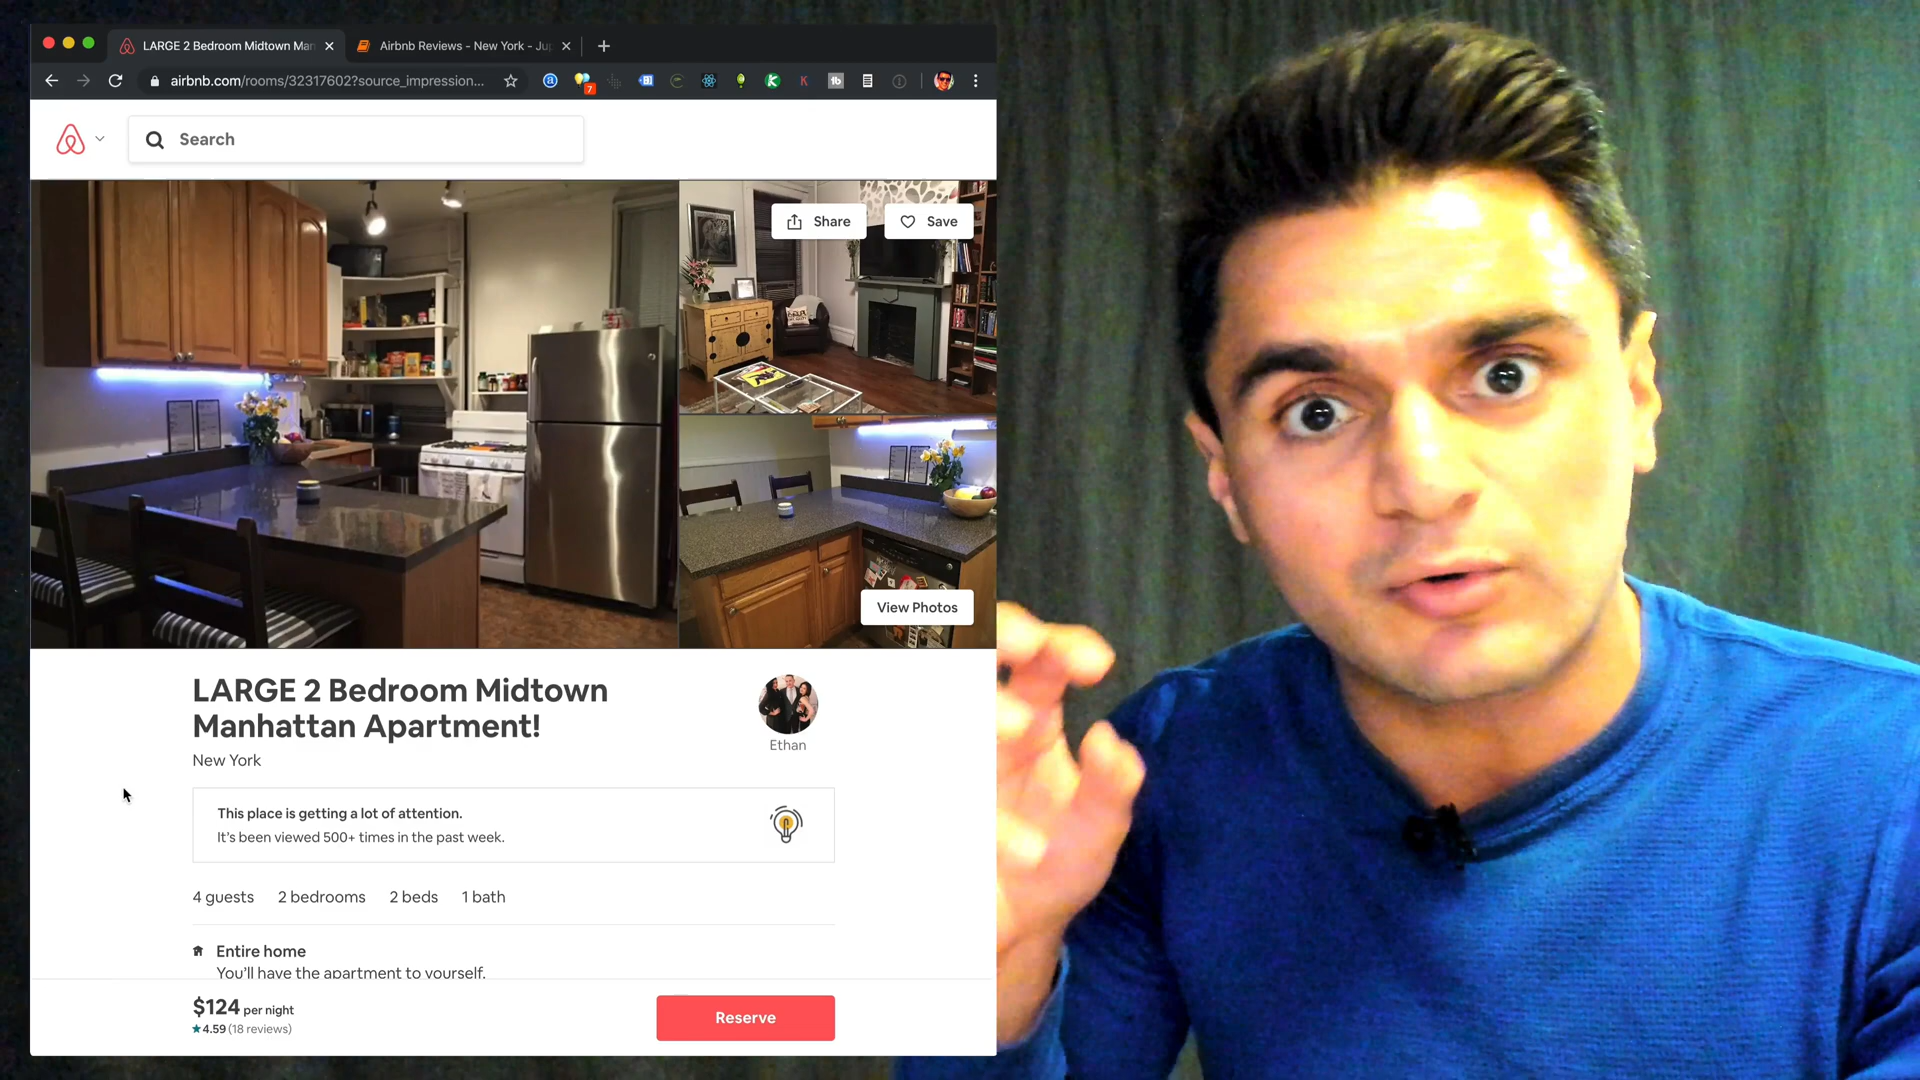 LARGE 2 Bedroom Midtown Man
Airbnb Reviews - New York - Ju
airbnb.com/rooms/32317602?source_impression...
7
tb
Search
Share
Save
View Photos
LARGE 2 Bedroom Midtown
Manhattan Apartment!
Ethan
New York
This place is getting a lot of attention.
It's been viewed 500+ times in the past week.
4 guests 2 bedrooms 2 beds 1 bath
Entire home
You'll have the apartment to yourself.
$124 per night
4.59 (18 reviews)
Reserve